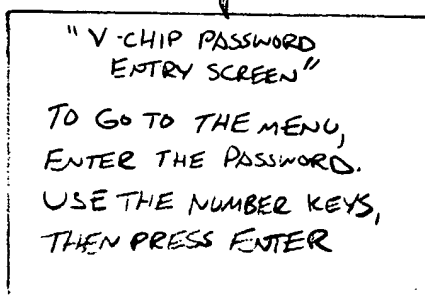 "V-CHIP PASSWORD
ENTRY SCREEN"
TO GO TO THE MENU,
ENTER THE PASSWORD.
USE THE NUMBER KEYS,
THEN PRESS ENTER